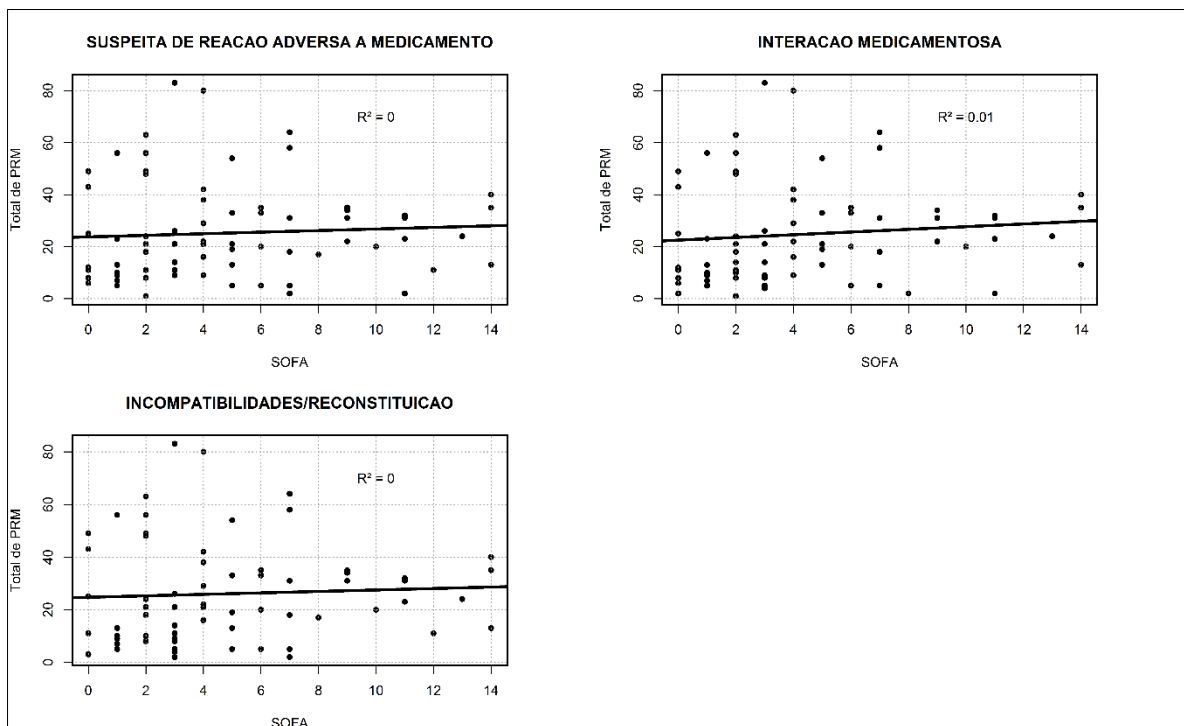 SUSPEITA DE REACAO ADVERSA A MEDICAMENTO
Total de PRM
80
60
40
20
0
R² = 0
0 2 4 6 8 10 12 14
SOFA
INTERACAO MEDICAMENTOSA
Total de PRM
80
60
40
20
0
R² = 0.01
0 2 4 6 8 10 12 14
SOFA
INCOMPATIBILIDADES/RECONSTITUICAO
Total de PRM
80
60
40
20
0
R² = 0
0 2 4 6 8 10 12 14
SOFA